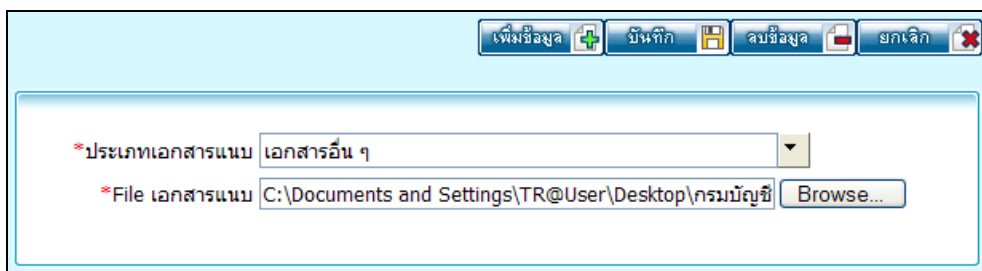 เพิ่มข้อมูล บันทึก ลบข้อมูล ยกเลิก
*ประเภทเอกสารแนบ เอกสารอื่น ๆ
*File เอกสารแนบ C:\Documents and Settings\TR@User\Desktop\กรมบัญชี Browse...